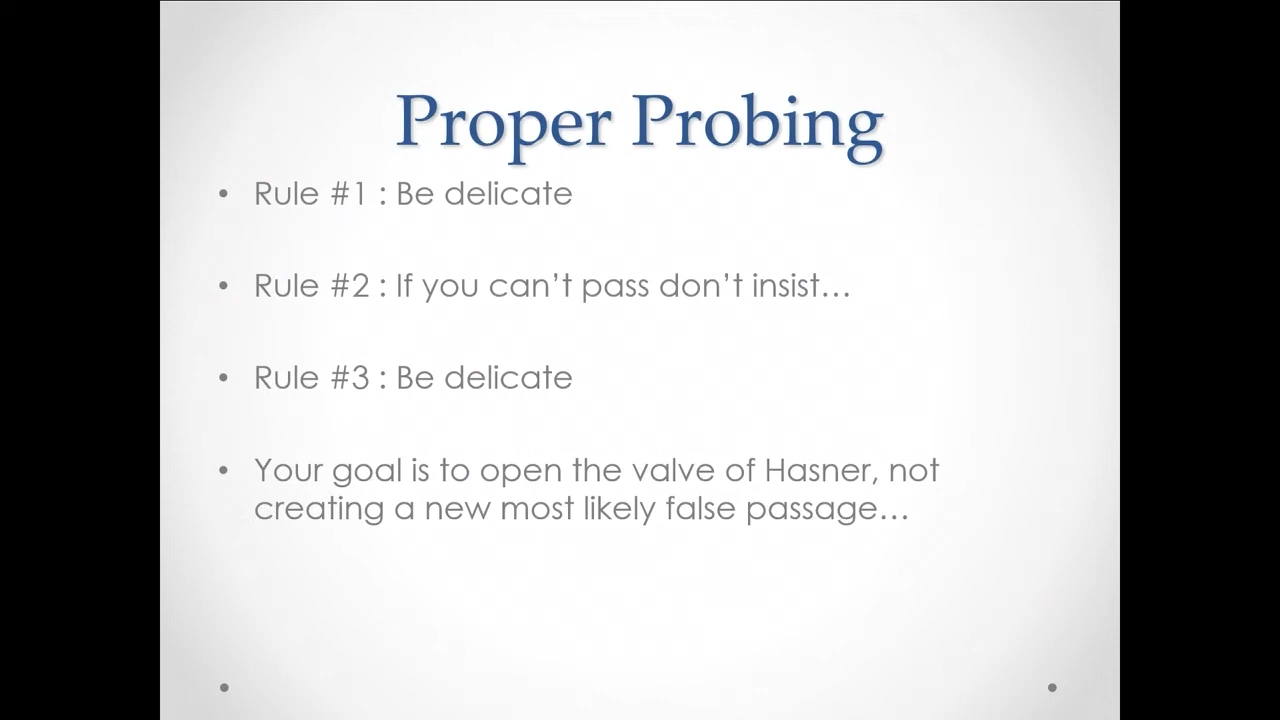 Proper Probing
• Rule #1 : Be delicate
• Rule #2 : If you can’t pass don’t insist…
• Rule #3 : Be delicate
• Your goal is to open the valve of Hasner, not
creating a new most likely false passage…